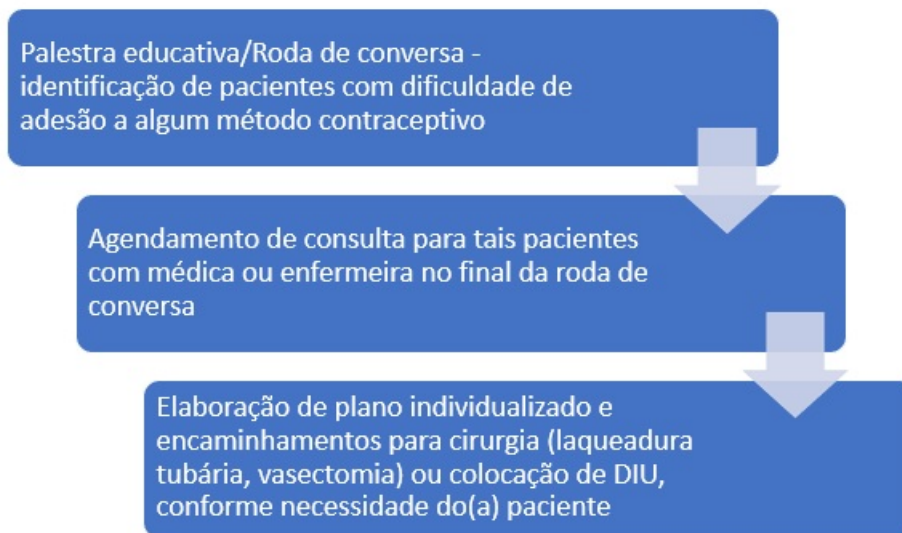 Palestra educativa/Roda de conversa -
identificação de pacientes com dificuldade de
adesão a algum método contraceptivo
Agendamento de consulta para tais pacientes
com médica ou enfermeira no final da roda de
conversa
Elaboração de plano individualizado e
encaminhamentos para cirurgia (laqueadura
tubária, vasectomia) ou colocação de DIU,
conforme necessidade do(a) paciente